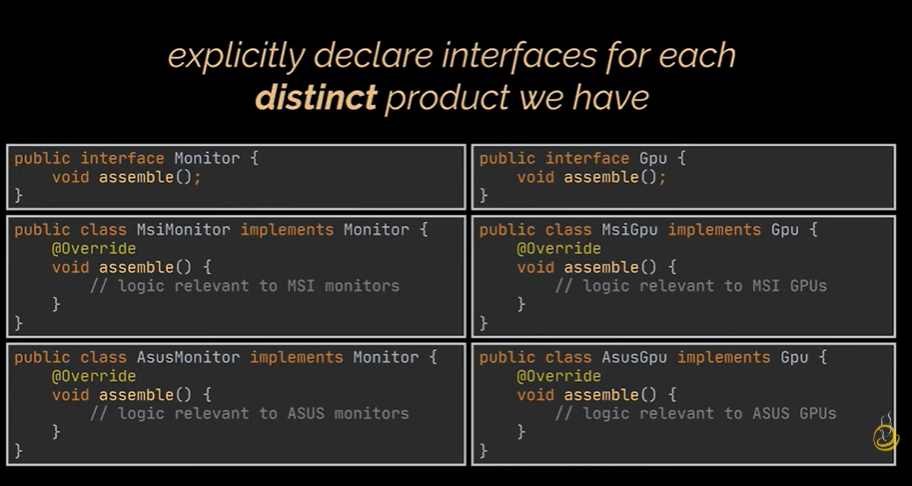 explicitly declare interfaces for each
distinct product we have
public interface Monitor {
    void assemble();
}
public interface Gpu {
    void assemble();
}
public class MsiMonitor implements Monitor {
    @Override
    void assemble() {
        // logic relevant to MSI monitors
    }
}
public class MsiGpu implements Gpu {
    @Override
    void assemble() {
        // logic relevant to MSI GPUs
    }
}
public class AsusMonitor implements Monitor {
    @Override
    void assemble() {
        // logic relevant to ASUS monitors
    }
}
public class AsusGpu implements Gpu {
    @Override
    void assemble() {
        // logic relevant to ASUS GPUs
    }
}